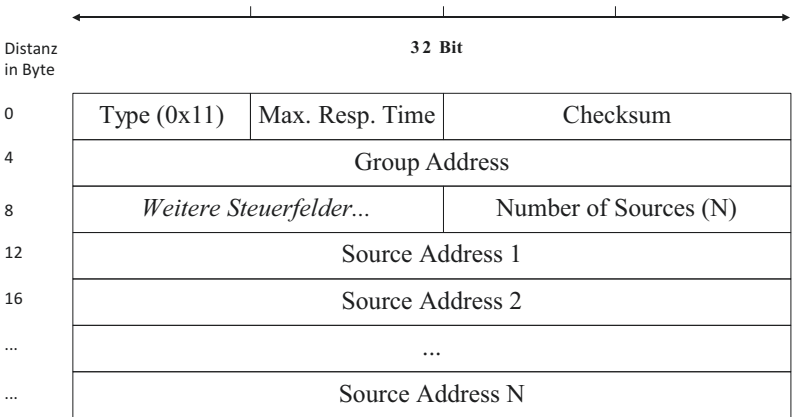 32 Bit
Distanz
in Byte
0 Type (0x11) Max. Resp. Time Checksum
4 Group Address
8 Weitere Steuerfelder... Number of Sources (N)
12 Source Address 1
16 Source Address 2
... ...
... Source Address N